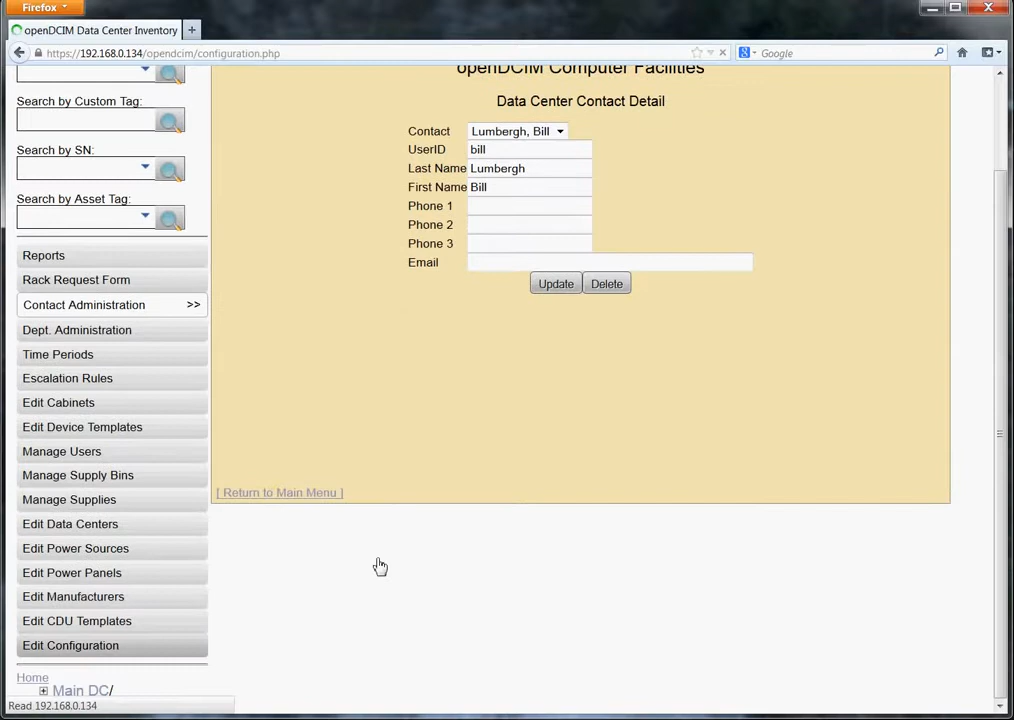 Firefox
openDCIM Data Center Inventory
https://192.168.0.134/opendcim/configuration.php
Google
openDCIM Computer Facilities
Search by Custom Tag:
Data Center Contact Detail
Contact Lumbergh, Bill
UserID bill
Search by SN:
Last Name Lumbergh
First Name Bill
Search by Asset Tag:
Phone 1
Phone 2
Phone 3
Email
Update Delete
Reports
Rack Request Form
Contact Administration >>
Dept. Administration
Time Periods
Escalation Rules
Edit Cabinets
Edit Device Templates
Manage Users
Manage Supply Bins
Manage Supplies
[ Return to Main Menu ]
Edit Data Centers
Edit Power Sources
Edit Power Panels
Edit Manufacturers
Edit CDU Templates
Edit Configuration
Home
Main DC/
Read 192.168.0.134